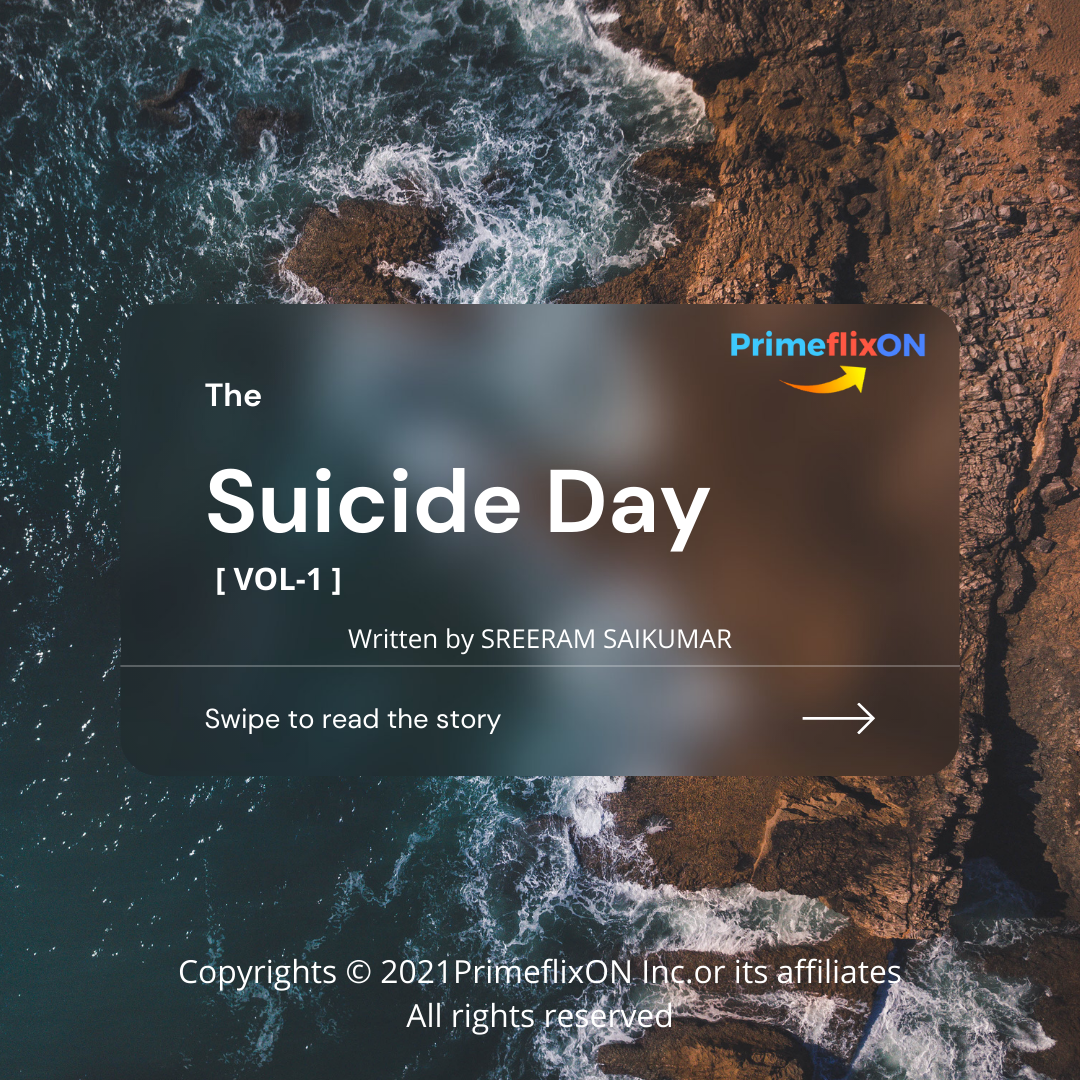 PrimeflixON
The
Suicide Day
[ VOL-1 ]
Written by SREERAM SAIKUMAR
Swipe to read the story
Copyrights © 2021PrimeflixON Inc.or its affiliates
All rights reserved